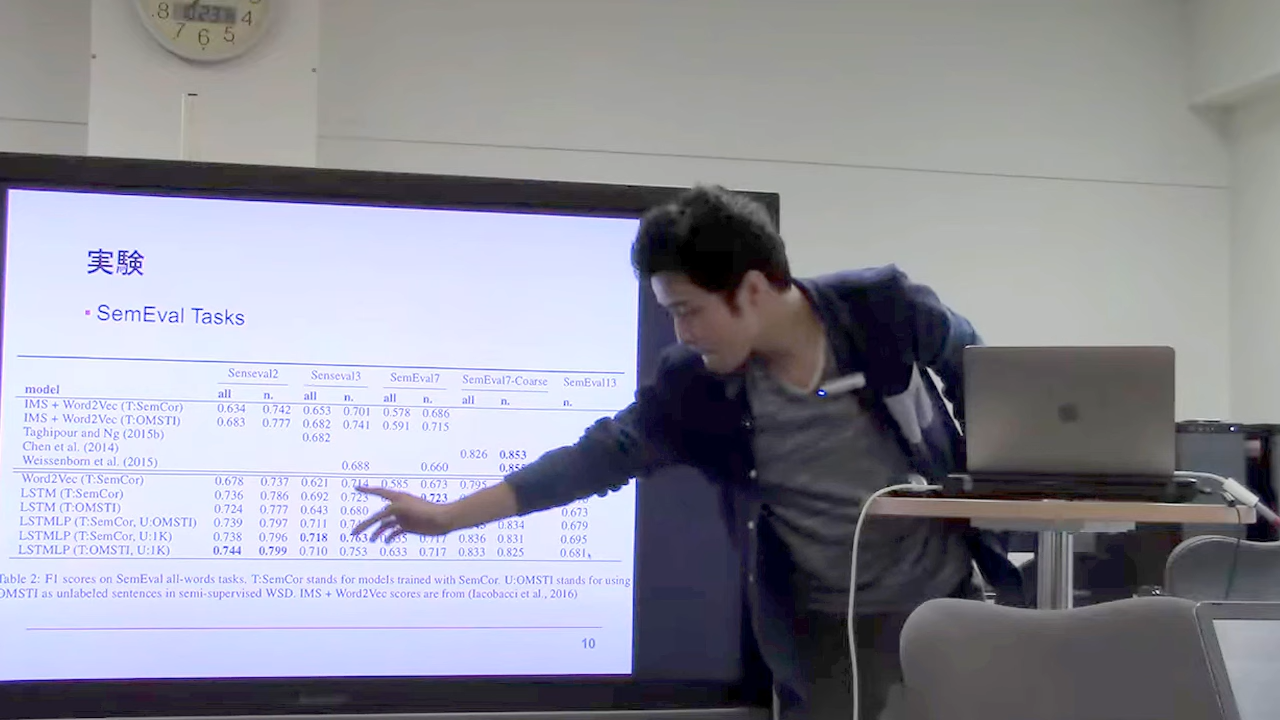 8 10:23 4
7 6 5
実験
SemEval Tasks
Senseval2 Senseval3 SemEval7 SemEval7-Coarse SemEval13
model all n. all n. all n. all n. n.
IMS + Word2Vec (T:SemCor) 0.634 0.742 0.653 0.701 0.578 0.686
IMS + Word2Vec (T:OMSTI) 0.683 0.777 0.682 0.741 0.591 0.715
Taghipour and Ng (2015b) 0.682
Chen et al. (2014) 0.826 0.853
Weissenborn et al. (2015) 0.688 0.660
Word2Vec (T:SemCor) 0.678 0.737 0.621 0.714 0.585 0.673 0.795
LSTM (T:SemCor) 0.736 0.786 0.692 0.723 0.723
LSTM (T:OMSTI) 0.724 0.777 0.643 0.680 0.673
LSTMLP (T:SemCor, U:OMSTI) 0.739 0.797 0.711 0.834 0.679
LSTMLP (T:SemCor, U:1K) 0.738 0.796 0.718 0.763 0.836 0.831 0.695
LSTMLP (T:OMSTI, U:1K) 0.744 0.799 0.710 0.753 0.633 0.717 0.833 0.825 0.681
Table 2: F1 scores on SemEval all-words tasks. T:SemCor stands for models trained with SemCor. U:OMSTI stands for using
OMSTI as unlabeled sentences in semi-supervised WSD. IMS + Word2Vec scores are from (Iacobacci et al., 2016)
10